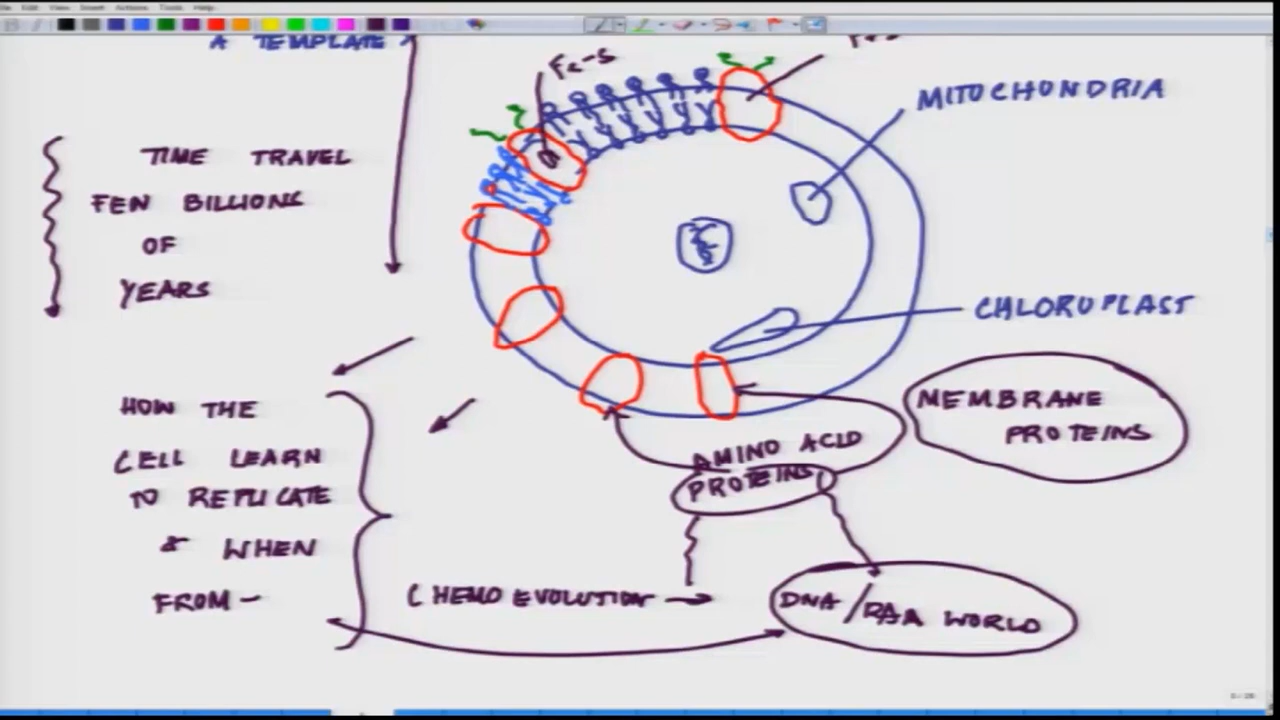 A TEMPLATE
Fe-S
MITOCHONDRIA
TIME TRAVEL
FEN BILLIONS
OF
YEARS
CHLOROPLAST
HOW THE
CELL LEARN
TO REPLICATE
& WHEN
FROM-
MEMBRANE
PROTEINS
AMINO ACID
PROTEINS
CHEMO EVOLUTION
DNA/RNA WORLD